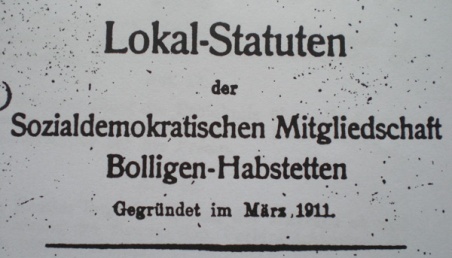 Lokal-Statuten
der
Sozialdemokratischen Mitgliedschaft
Bolligen-Habstetten
Gegründet im März 1911.